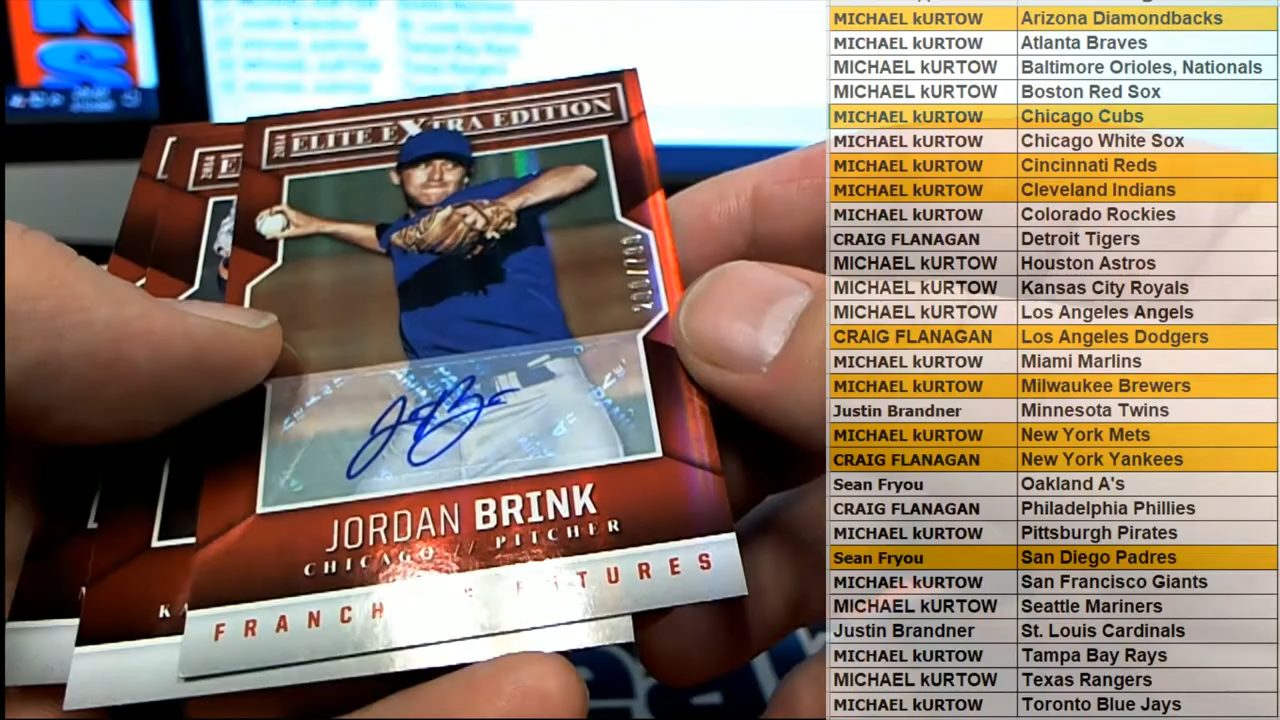 KS
2014 ELITE EXTRA EDITION
JORDAN BRINK
CHICAGO // PITCHER
FRANCHISE FUTURES
MICHAEL kURTOW Arizona Diamondbacks
MICHAEL kURTOW Atlanta Braves
MICHAEL kURTOW Baltimore Orioles, Nationals
MICHAEL kURTOW Boston Red Sox
MICHAEL kURTOW Chicago Cubs
MICHAEL kURTOW Chicago White Sox
MICHAEL kURTOW Cincinnati Reds
MICHAEL kURTOW Cleveland Indians
MICHAEL kURTOW Colorado Rockies
CRAIG FLANAGAN Detroit Tigers
MICHAEL kURTOW Houston Astros
MICHAEL kURTOW Kansas City Royals
MICHAEL kURTOW Los Angeles Angels
CRAIG FLANAGAN Los Angeles Dodgers
MICHAEL kURTOW Miami Marlins
MICHAEL kURTOW Milwaukee Brewers
Justin Brandner Minnesota Twins
MICHAEL kURTOW New York Mets
CRAIG FLANAGAN New York Yankees
Sean Fryou Oakland A's
CRAIG FLANAGAN Philadelphia Phillies
MICHAEL kURTOW Pittsburgh Pirates
Sean Fryou San Diego Padres
MICHAEL kURTOW San Francisco Giants
MICHAEL kURTOW Seattle Mariners
Justin Brandner St. Louis Cardinals
MICHAEL kURTOW Tampa Bay Rays
MICHAEL kURTOW Texas Rangers
MICHAEL kURTOW Toronto Blue Jays